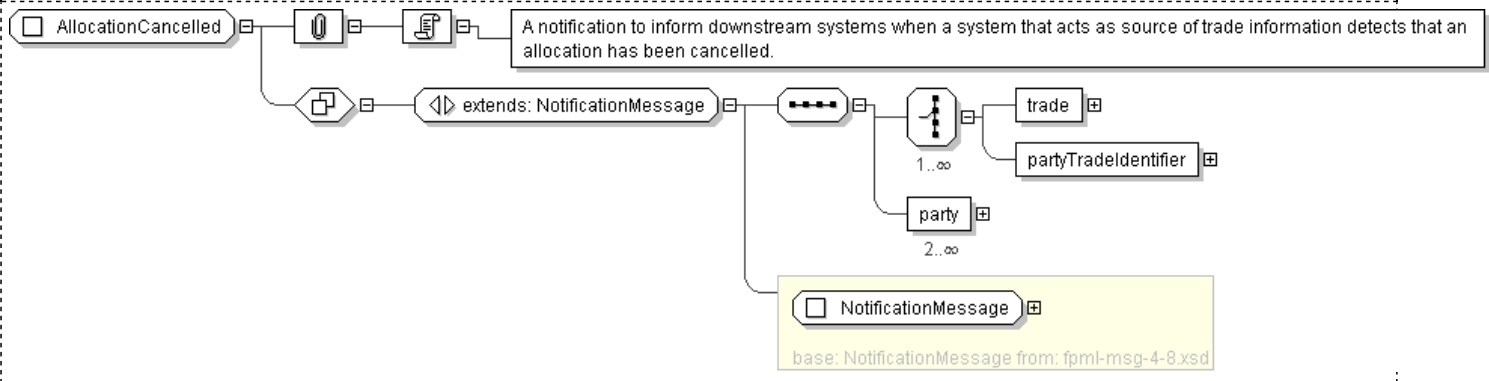 AllocationCancelled
A notification to inform downstream systems when a system that acts as source of trade information detects that an
allocation has been cancelled.
extends: NotificationMessage
trade
1..∞
partyTradeIdentifier
party
2..∞
NotificationMessage
base: NotificationMessage from: fpml-msg-4-8.xsd